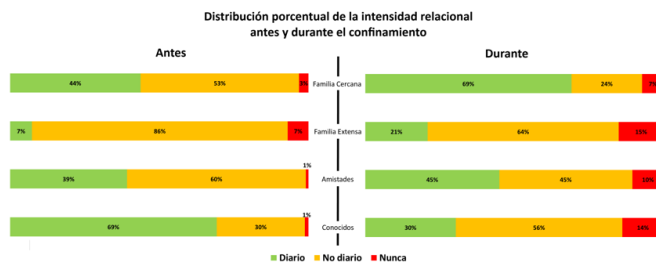 Distribución porcentual de la intensidad relacional
antes y durante el confinamiento
Antes
Durante
44% 53% 3% Familia Cercana 69% 24% 7%
7% 86% 7% Familia Extensa 21% 64% 15%
39% 60% 1% Amistades 45% 45% 10%
69% 30% 1% Conocidos 30% 56% 14%
Diario No diario Nunca